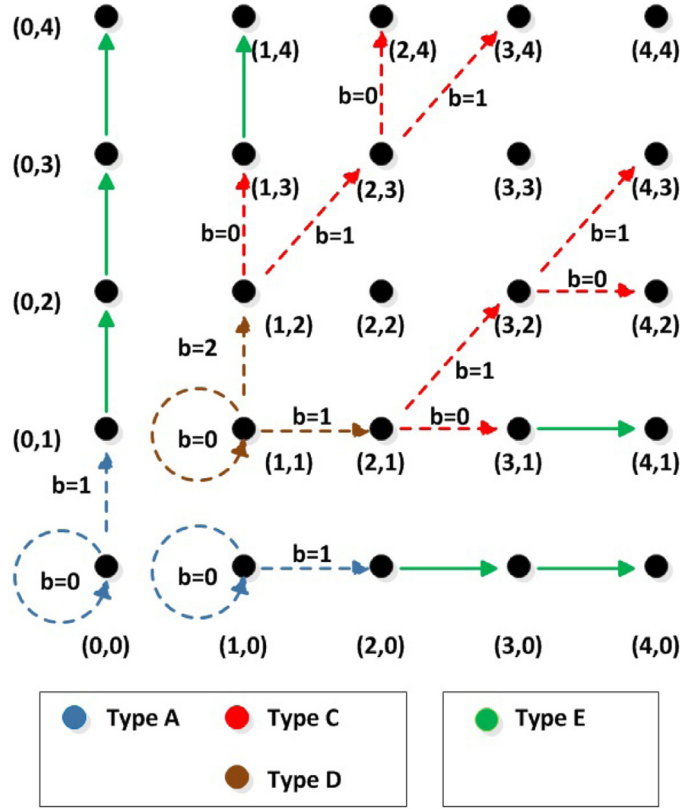 (0,4)
(1,4)
(2,4)
(3,4)
(4,4)
b=0
b=1
(0,3)
(1,3)
(2,3)
(3,3)
(4,3)
b=0
b=1
b=1
b=0
(0,2)
(1,2)
(2,2)
(3,2)
(4,2)
b=2
b=1
b=1
b=0
(0,1)
b=0
(1,1)
(2,1)
(3,1)
(4,1)
b=1
b=1
b=0
b=0
(0,0)
(1,0)
(2,0)
(3,0)
(4,0)
Type A
Type C
Type E
Type D